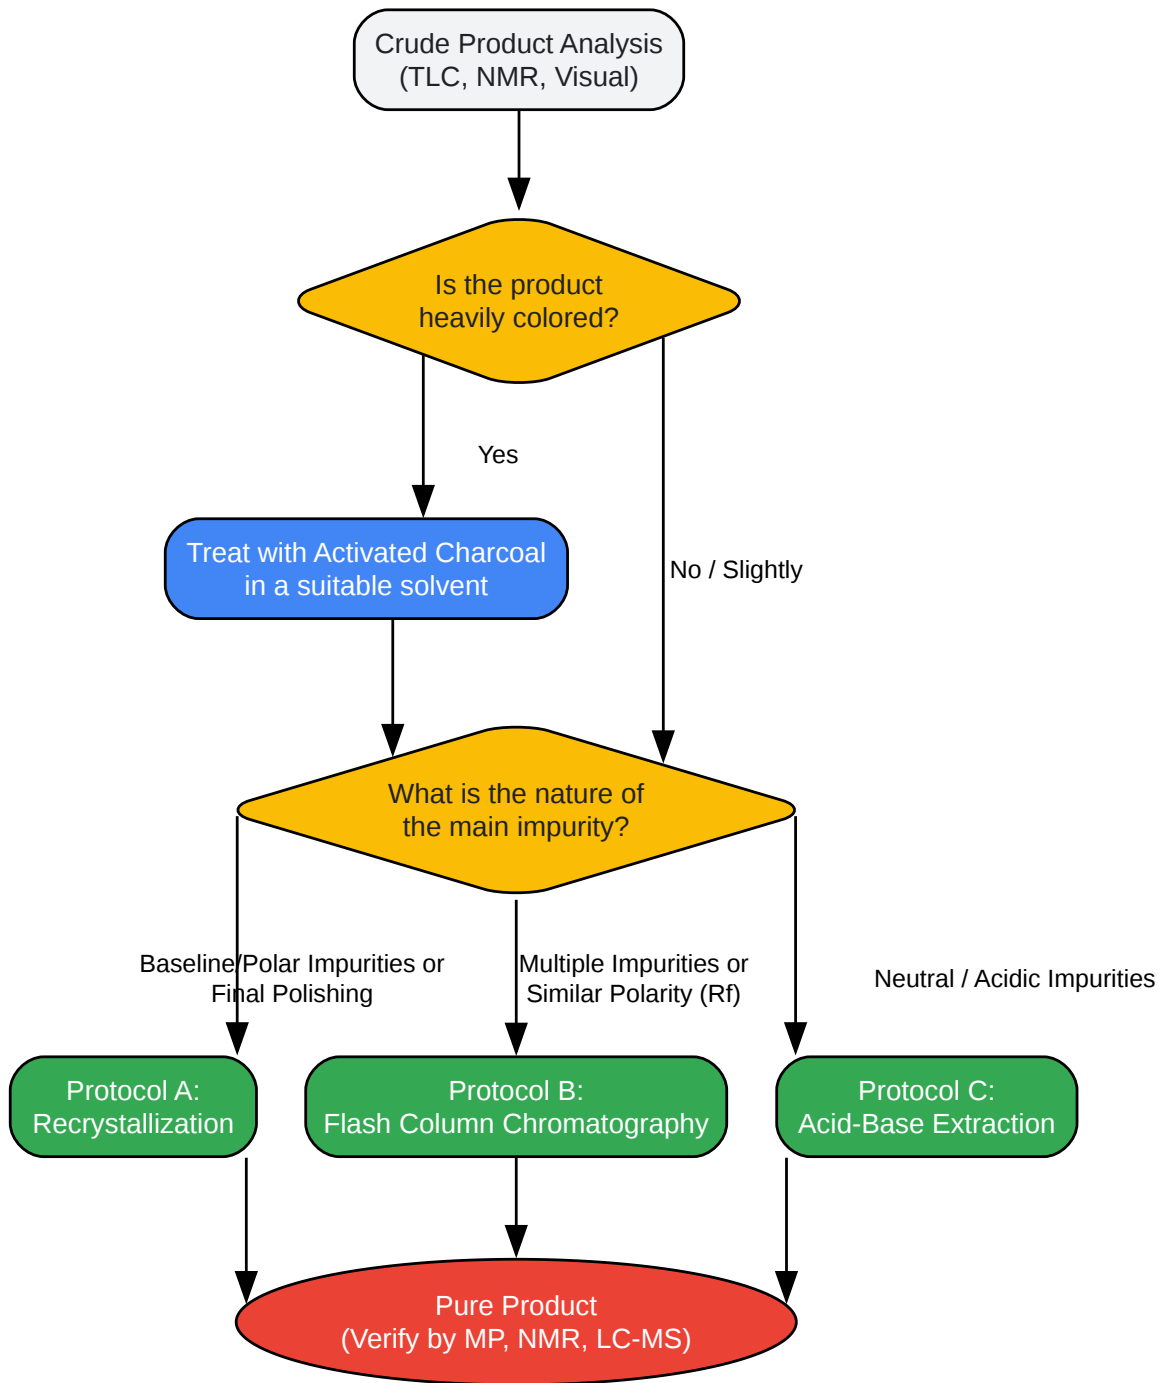 Crude Product Analysis
(TLC, NMR, Visual)
Is the product
heavily colored?
Yes
Treat with Activated Charcoal
in a suitable solvent
No / Slightly
What is the nature of
the main impurity?
Baseline/Polar Impurities or
Final Polishing
Multiple Impurities or
Similar Polarity (Rf)
Neutral / Acidic Impurities
Protocol A:
Recrystallization
Protocol B:
Flash Column Chromatography
Protocol C:
Acid-Base Extraction
Pure Product
(Verify by MP, NMR, LC-MS)